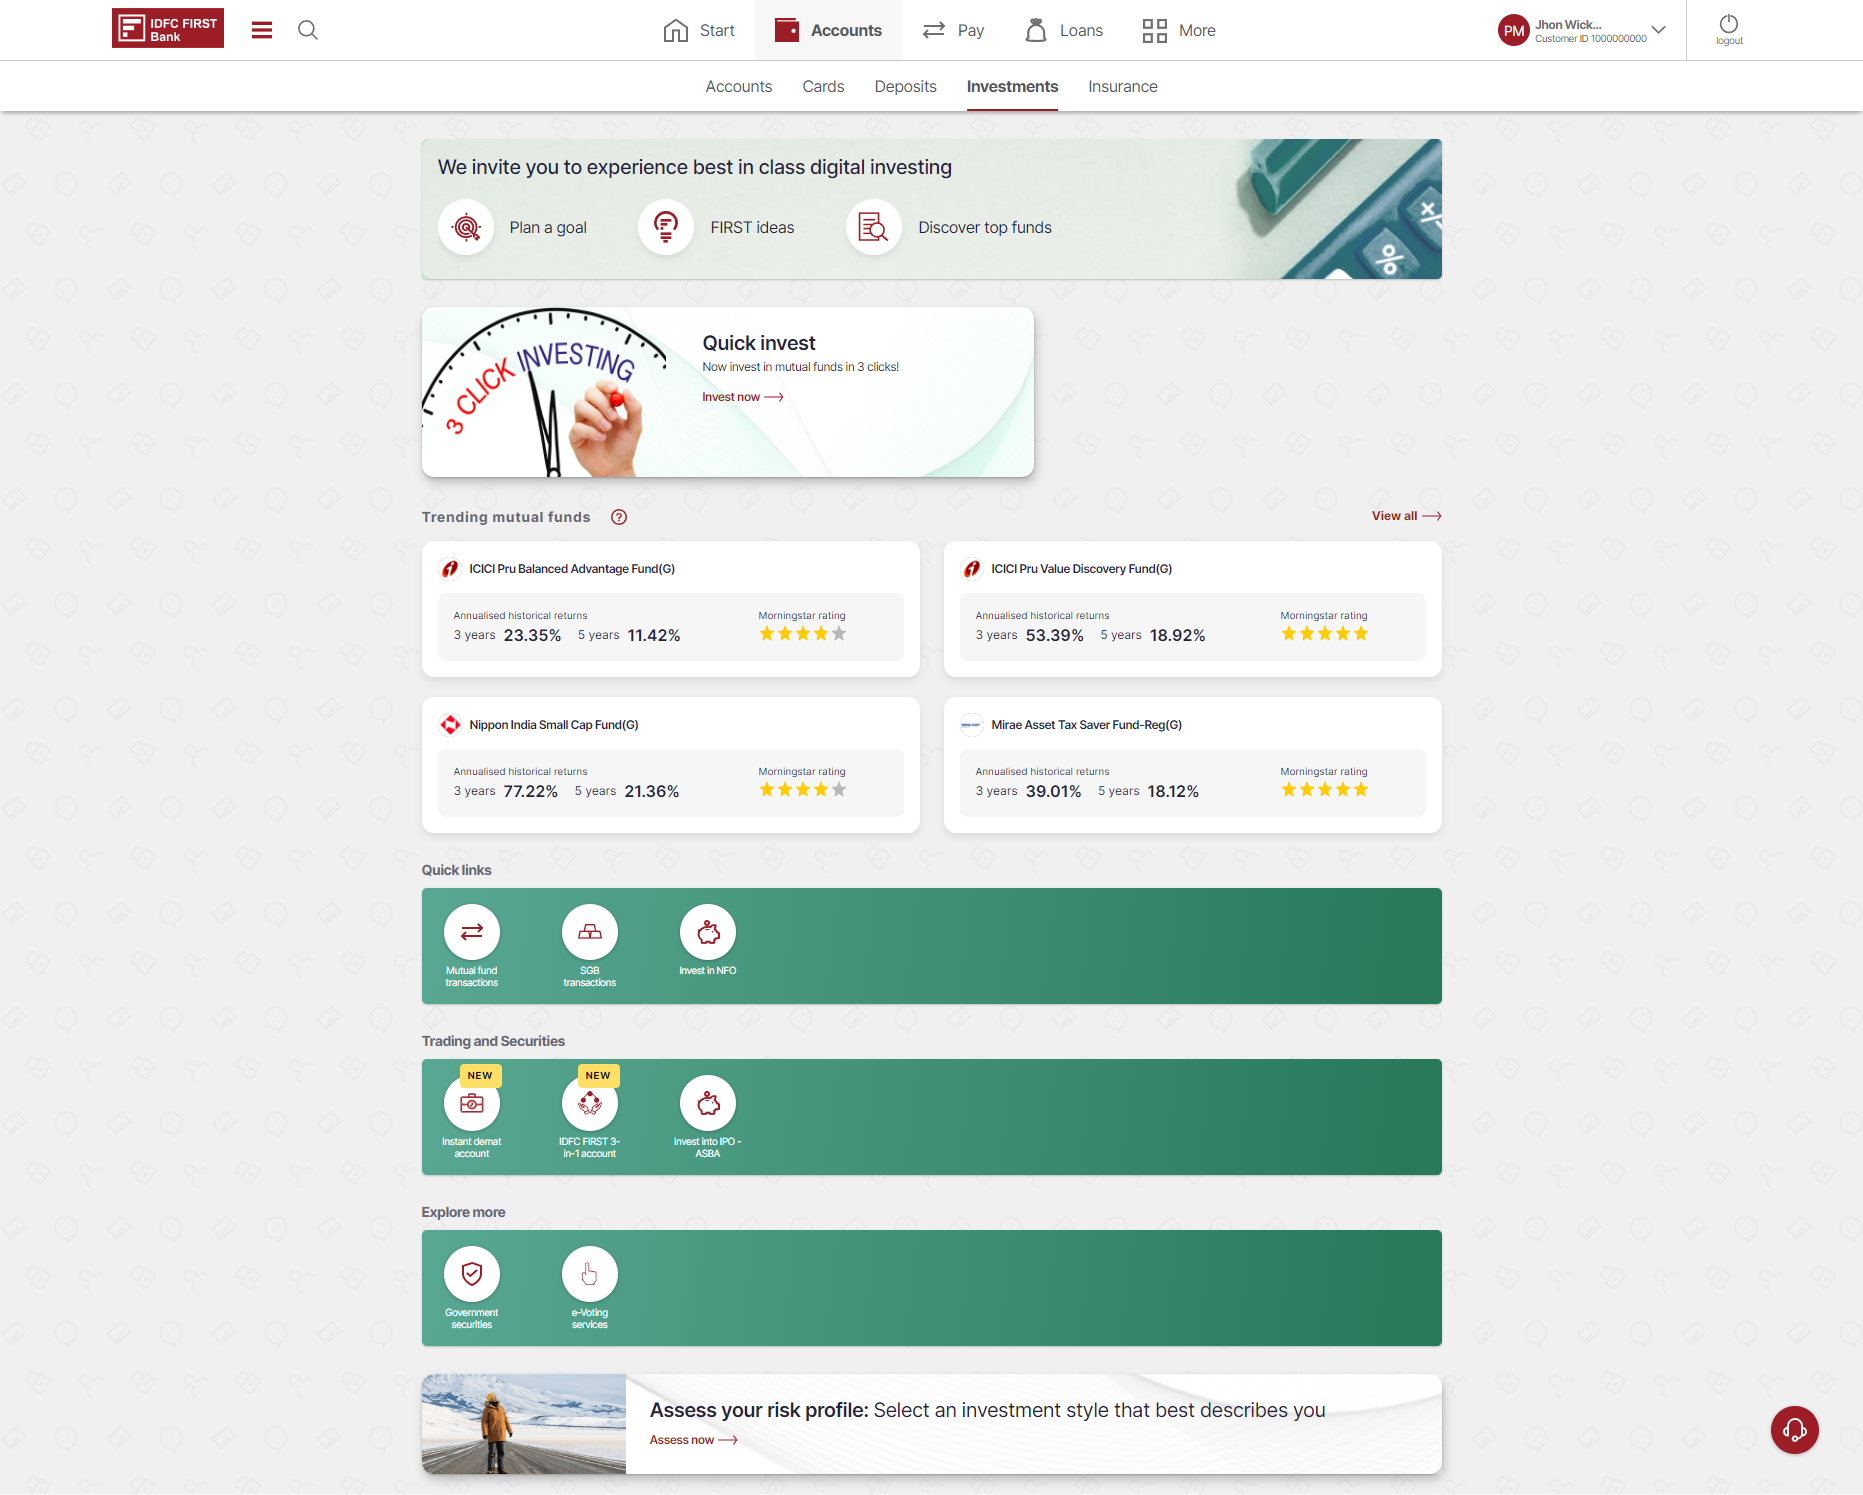 IDFC FIRST
Bank
Start
Accounts
Pay
Loans
More
PM
Jhon Wick...
Customer ID 1000000000
logout
Accounts
Cards
Deposits
Investments
Insurance
We invite you to experience best in class digital investing
Plan a goal
FIRST ideas
Discover top funds
3 CLICK INVESTING
Quick invest
Now invest in mutual funds in 3 clicks!
Invest now
Trending mutual funds
?
View all
ICICI Pru Balanced Advantage Fund(G)
Annualised historical returns
Morningstar rating
3 years 23.35% 5 years 11.42%
ICICI Pru Value Discovery Fund(G)
Annualised historical returns
Morningstar rating
3 years 53.39% 5 years 18.92%
Nippon India Small Cap Fund(G)
Annualised historical returns
Morningstar rating
3 years 77.22% 5 years 21.36%
Mirae Asset Tax Saver Fund-Reg(G)
Annualised historical returns
Morningstar rating
3 years 39.01% 5 years 18.12%
Quick links
Mutual fund
transactions
SGB
transactions
Invest in NFO
Trading and Securities
NEW
Instant demat
account
NEW
IDFC FIRST 3-
in-1 account
Invest into IPO -
ASBA
Explore more
Government
securities
e-Voting
services
Assess your risk profile: Select an investment style that best describes you
Assess now